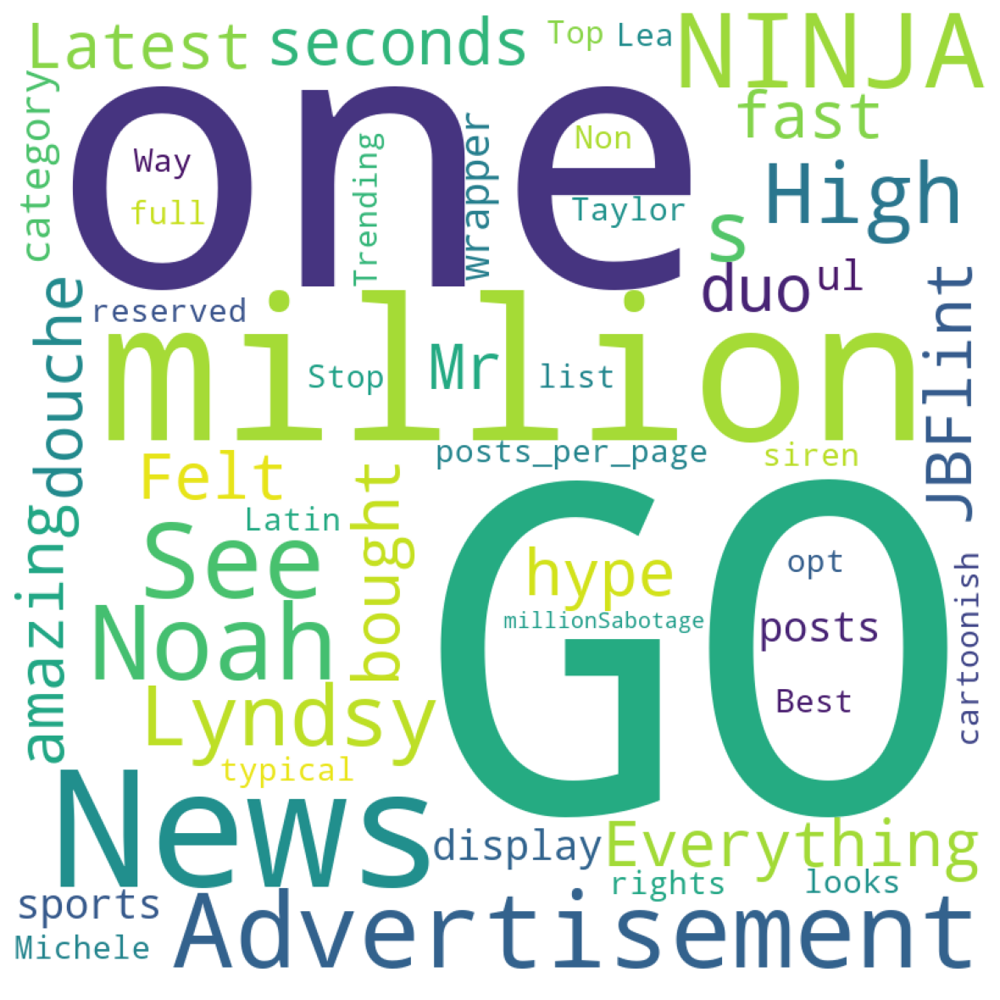 Latest
seconds
Top
Lea
NINJA
fast
category
one
Way
full
Trending
wrapper
Non
Taylor
High
s
duo
ul
reserved
million
Stop
Mr
list
JBFlint
douche
posts_per_page
siren
Felt
bought
Latin
amazing
See
GO
hype
opt
millionSabotage
posts
Best
cartoonish
Noah
Lyndsy
typical
News
display
Everything
rights
looks
sports
Advertisement
Michele